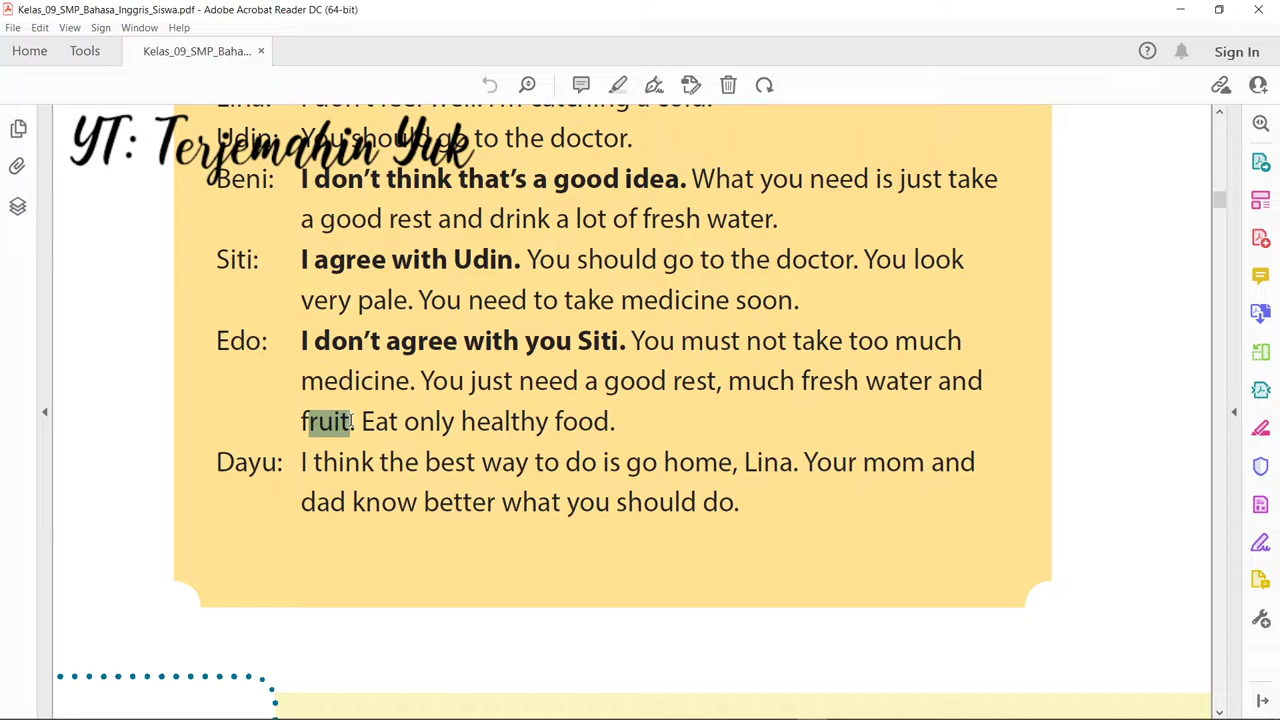 Kelas_09_SMP_Bahasa_Inggris_Siswa.pdf - Adobe Acrobat Reader DC (64-bit)
File Edit View Sign Window Help
Home Tools Kelas_09_SMP_Baha... × Sign In
Lina: I don't feel well. I'm catching a cold.
YT: Terjemahin Yuk
Udin: You should go to the doctor.
Beni: I don't think that's a good idea. What you need is just take
a good rest and drink a lot of fresh water.
Siti: I agree with Udin. You should go to the doctor. You look
very pale. You need to take medicine soon.
Edo: I don't agree with you Siti. You must not take too much
medicine. You just need a good rest, much fresh water and
fruit. Eat only healthy food.
Dayu: I think the best way to do is go home, Lina. Your mom and
dad know better what you should do.